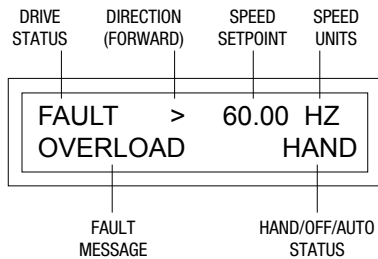 DRIVE STATUS
DIRECTION (FORWARD)
SPEED SETPOINT
SPEED UNITS
FAULT > 60.00 HZ
OVERLOAD HAND
FAULT MESSAGE
HAND/OFF/AUTO STATUS